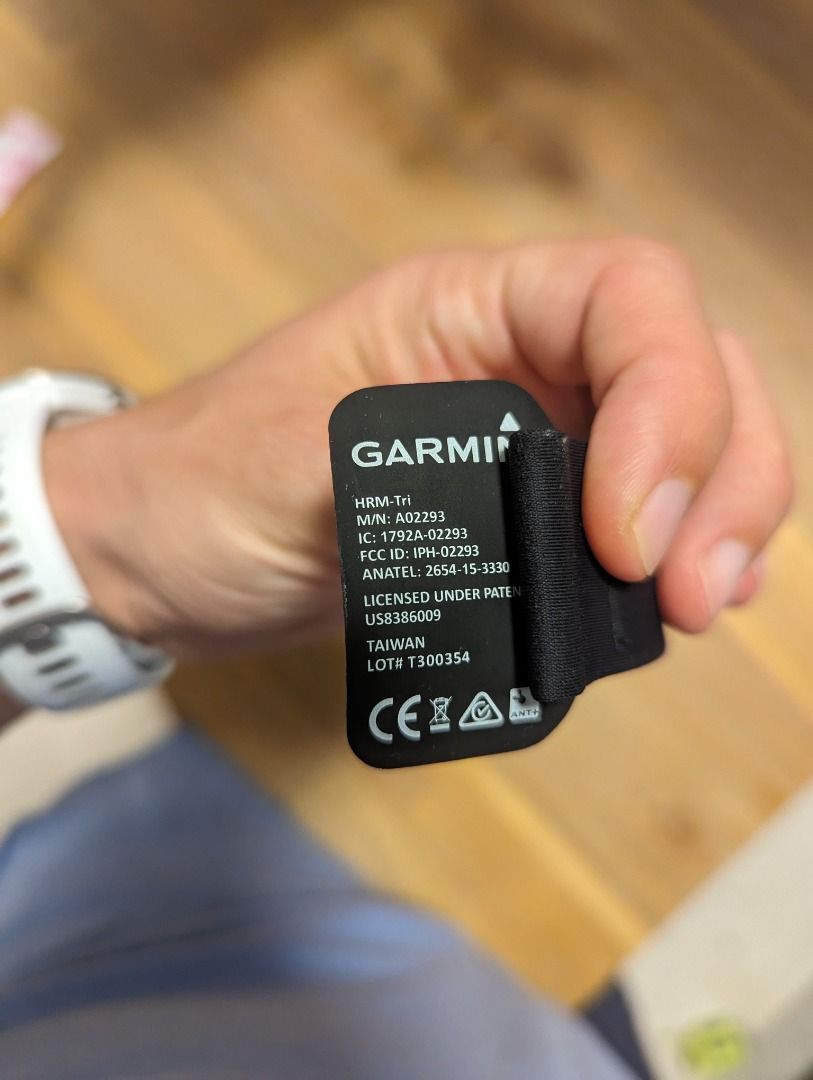 GARMIN
HRM-Tri
M/N: A02293
IC: 1792A-02293
FCC ID: IPH-02293
ANATEL: 2654-15-3330
LICENSED UNDER PATEN
US8386009
TAIWAN
LOT# T300354
CE
ANT+